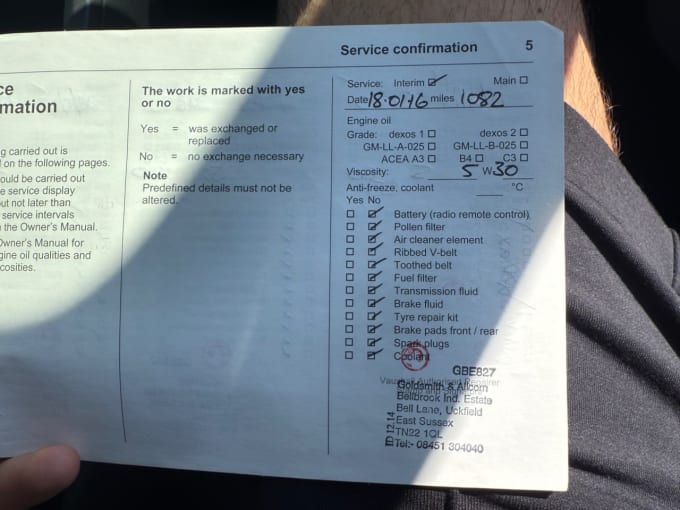 Service confirmation 5
ce
mation
g carried out is
on the following pages.
ould be carried out
e service display
ut not later than
service intervals
the Owner's Manual.
Owner's Manual for
gine oil qualities and
cosities.
The work is marked with yes
or no
Yes = was exchanged or
replaced
No = no exchange necessary
Note
Predefined details must not be
altered.
Service: Interim Main
Date 18.01.16 miles 1082
Engine oil
Grade: dexos 1 dexos 2
GM-LL-A-025 GM-LL-B-025
ACEA A3 B4 C3
Viscosity: 5 W 30
Anti-freeze, coolant °C
Yes No
Battery (radio remote control)
Pollen filter
Air cleaner element
Ribbed V-belt
Toothed belt
Fuel filter
Transmission fluid
Brake fluid
Tyre repair kit
Brake pads front / rear
Spark plugs
Coolant
GBE827
Vauxhall Authorised Repairer
Goldsmith & Allcorn
Bellbrook Ind. Estate
Bell Lane, Uckfield
East Sussex
TN22 1QL
Tel:- 08451 304040
ID 12.14